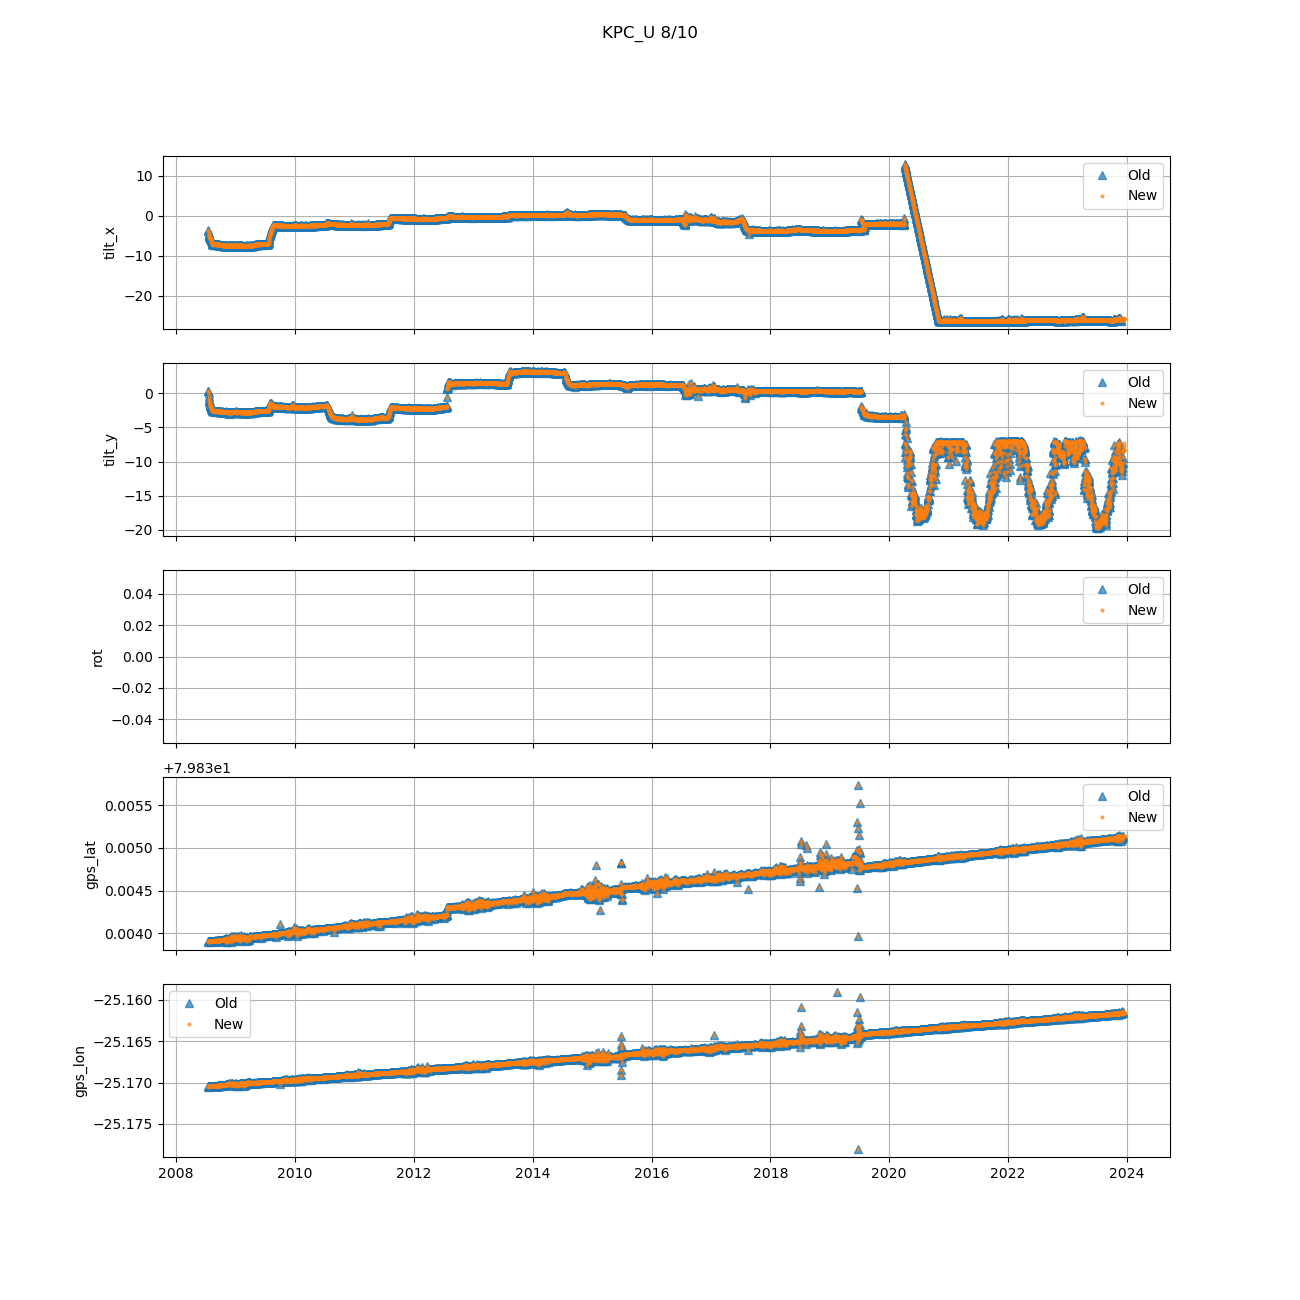 KPC_U 8/10
10
0
−10
−20
tilt_x
Old
New
0
−5
−10
−15
−20
tilt_y
Old
New
0.04
0.02
0.00
−0.02
−0.04
rot
Old
New
+7.983e1
0.0055
0.0050
0.0045
0.0040
gps_lat
Old
New
−25.160
−25.165
−25.170
−25.175
gps_lon
Old
New
2008 2010 2012 2014 2016 2018 2020 2022 2024